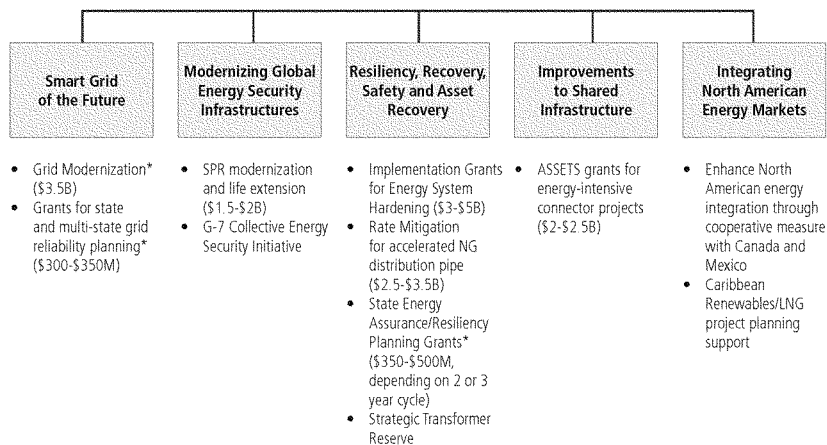 Smart Grid
of the Future
Modernizing Global
Energy Security
Infrastructures
Resiliency, Recovery,
Safety and Asset
Recovery
Improvements
to Shared
Infrastructure
Integrating
North American
Energy Markets
• Grid Modernization*
($3.5B)
• Grants for state
and multi-state grid
reliability planning*
($300-$350M)
• SPR modernization
and life extension
($1.5-$2B)
• G-7 Collective Energy
Security Initiative
• Implementation Grants
for Energy System
Hardening ($3-$5B)
• Rate Mitigation
for accelerated NG
distribution pipe
($2.5-$3.5B)
• State Energy
Assurance/Resiliency
Planning Grants*
($350-$500M,
depending on 2 or 3
year cycle)
• Strategic Transformer
Reserve
• ASSETS grants for
energy-intensive
connector projects
($2-$2.5B)
• Enhance North
American energy
integration through
cooperative measure
with Canada and
Mexico
• Caribbean
Renewables/LNG
project planning
support